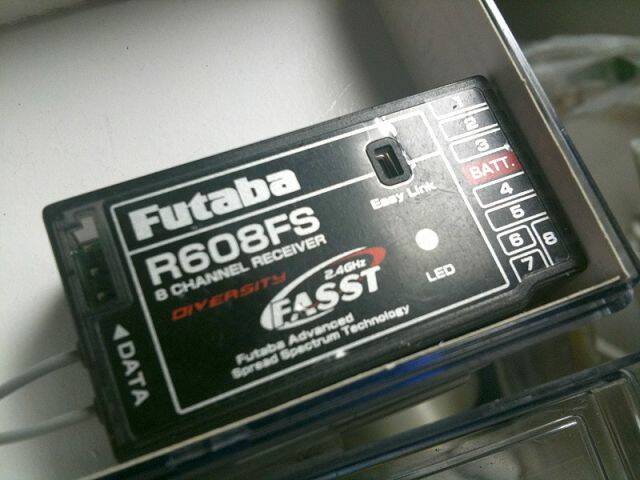 Futaba
R608FS
8 CHANNEL RECEIVER
DIVERSITY
2.4GHz
FASST
Futaba Advanced
Spread Spectrum Technology
Easy Link
LED
◀DATA
1
2
3
BATT.
4
5
6
7
8